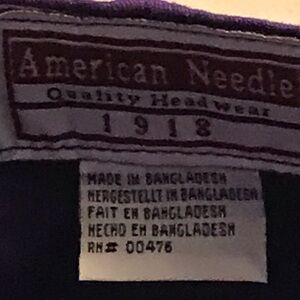 American Needle
Quality Headwear
1918
MADE IN BANGLADESH
HERGESTELLT IN BANGLADESH
FAIT EN BANGLADESH
HECHO EN BANGLADESH
RN# 00476